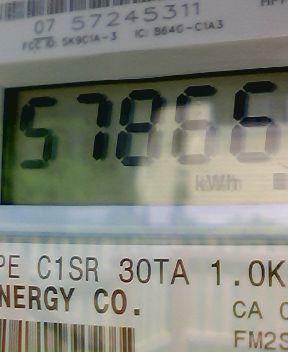 07 57245311
FCC ID: SK9C1A-3 IC: 864G-C1A3
57866
kWh
PE C1SR 30TA 1.0K
NERGY CO.
CA 0
FM2S